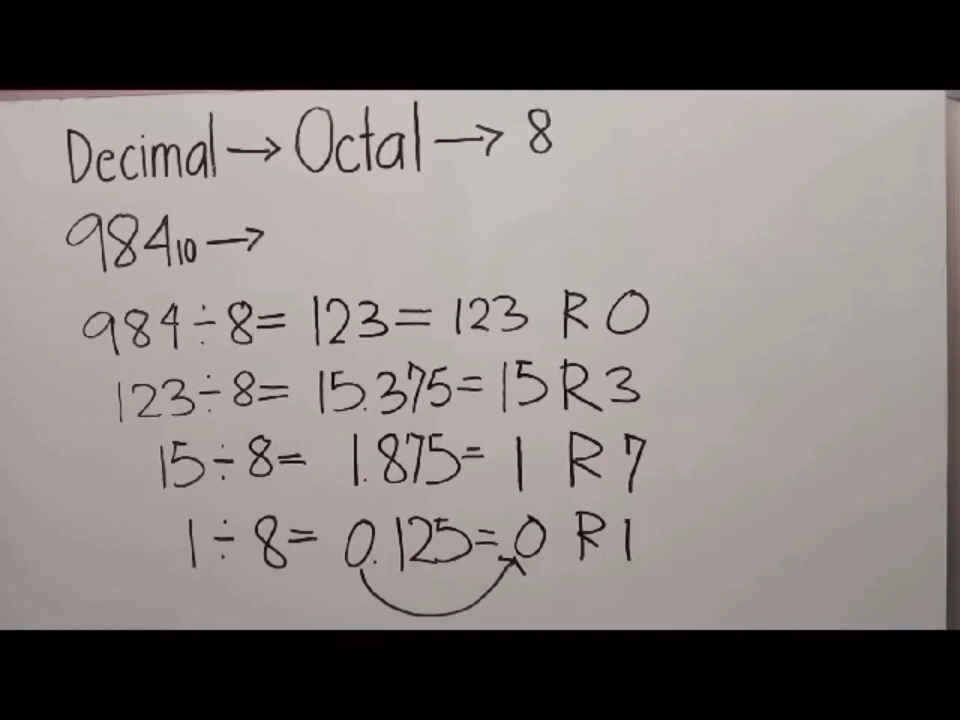 Decimal → Octal → 8
984₁₀ →
984 ÷ 8 = 123 = 123 R 0
123 ÷ 8 = 15.375 = 15 R 3
15 ÷ 8 = 1.875 = 1 R 7
1 ÷ 8 = 0.125 = 0 R 1